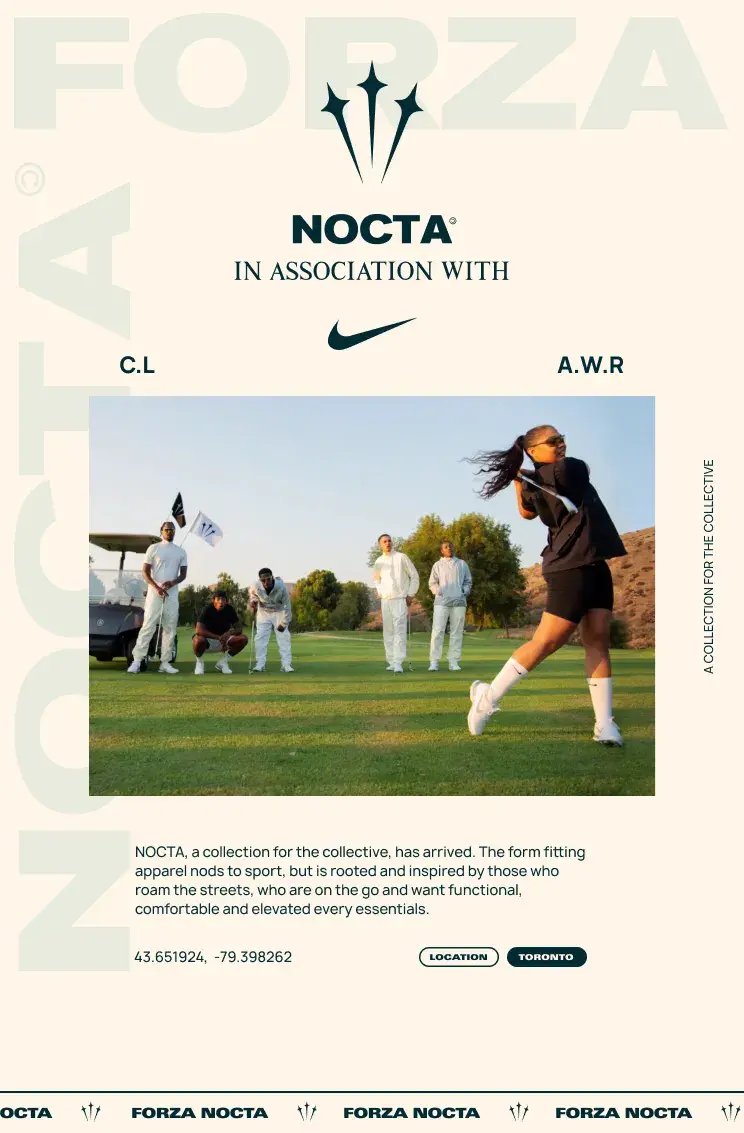 FORZA
NOCTA©
NOCTA
IN ASSOCIATION WITH
C.L
A.W.R
A COLLECTION FOR THE COLLECTIVE
NOCTA, a collection for the collective, has arrived. The form fitting
apparel nods to sport, but is rooted and inspired by those who
roam the streets, who are on the go and want functional,
comfortable and elevated every essentials.
43.651924, -79.398262
LOCATION
TORONTO
OCTA FORZA NOCTA FORZA NOCTA FORZA NOCTA